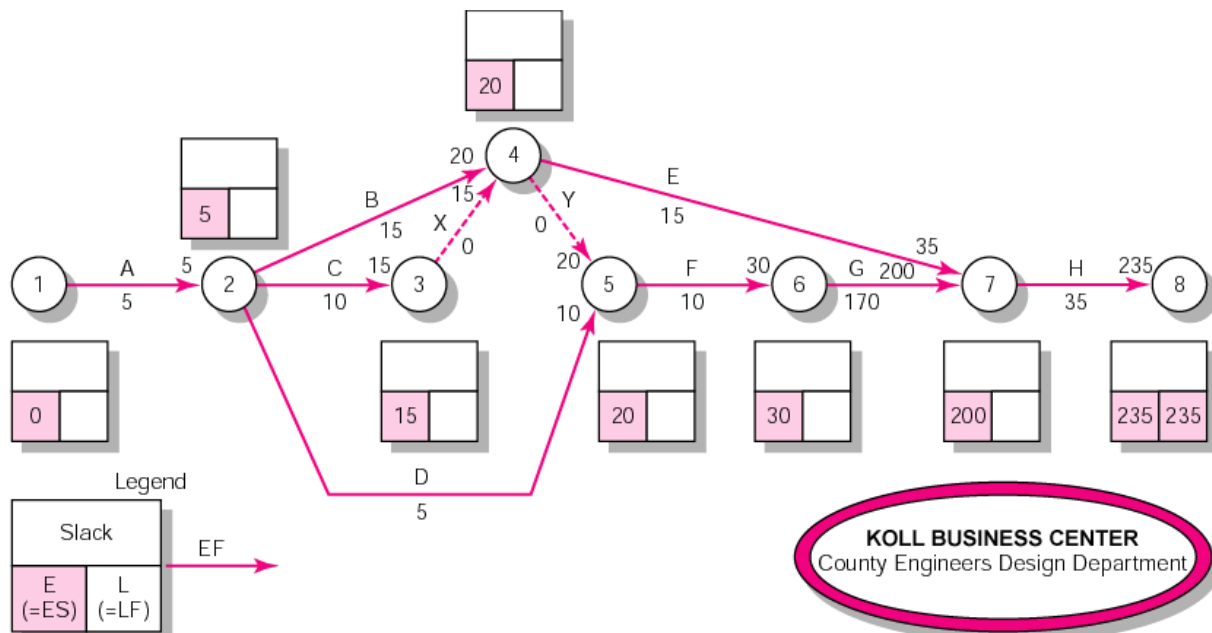 20
4
20
15
E
15
B
15
X
0
Y
0
5
1
A
5
5
2
C
10
15
3
20
10
5
F
10
30
6
G
200
170
35
7
H
35
235
8
0
15
20
30
200
235 235
D
5
Legend
Slack
E
(=ES)
L
(=LF)
EF
KOLL BUSINESS CENTER
County Engineers Design Department